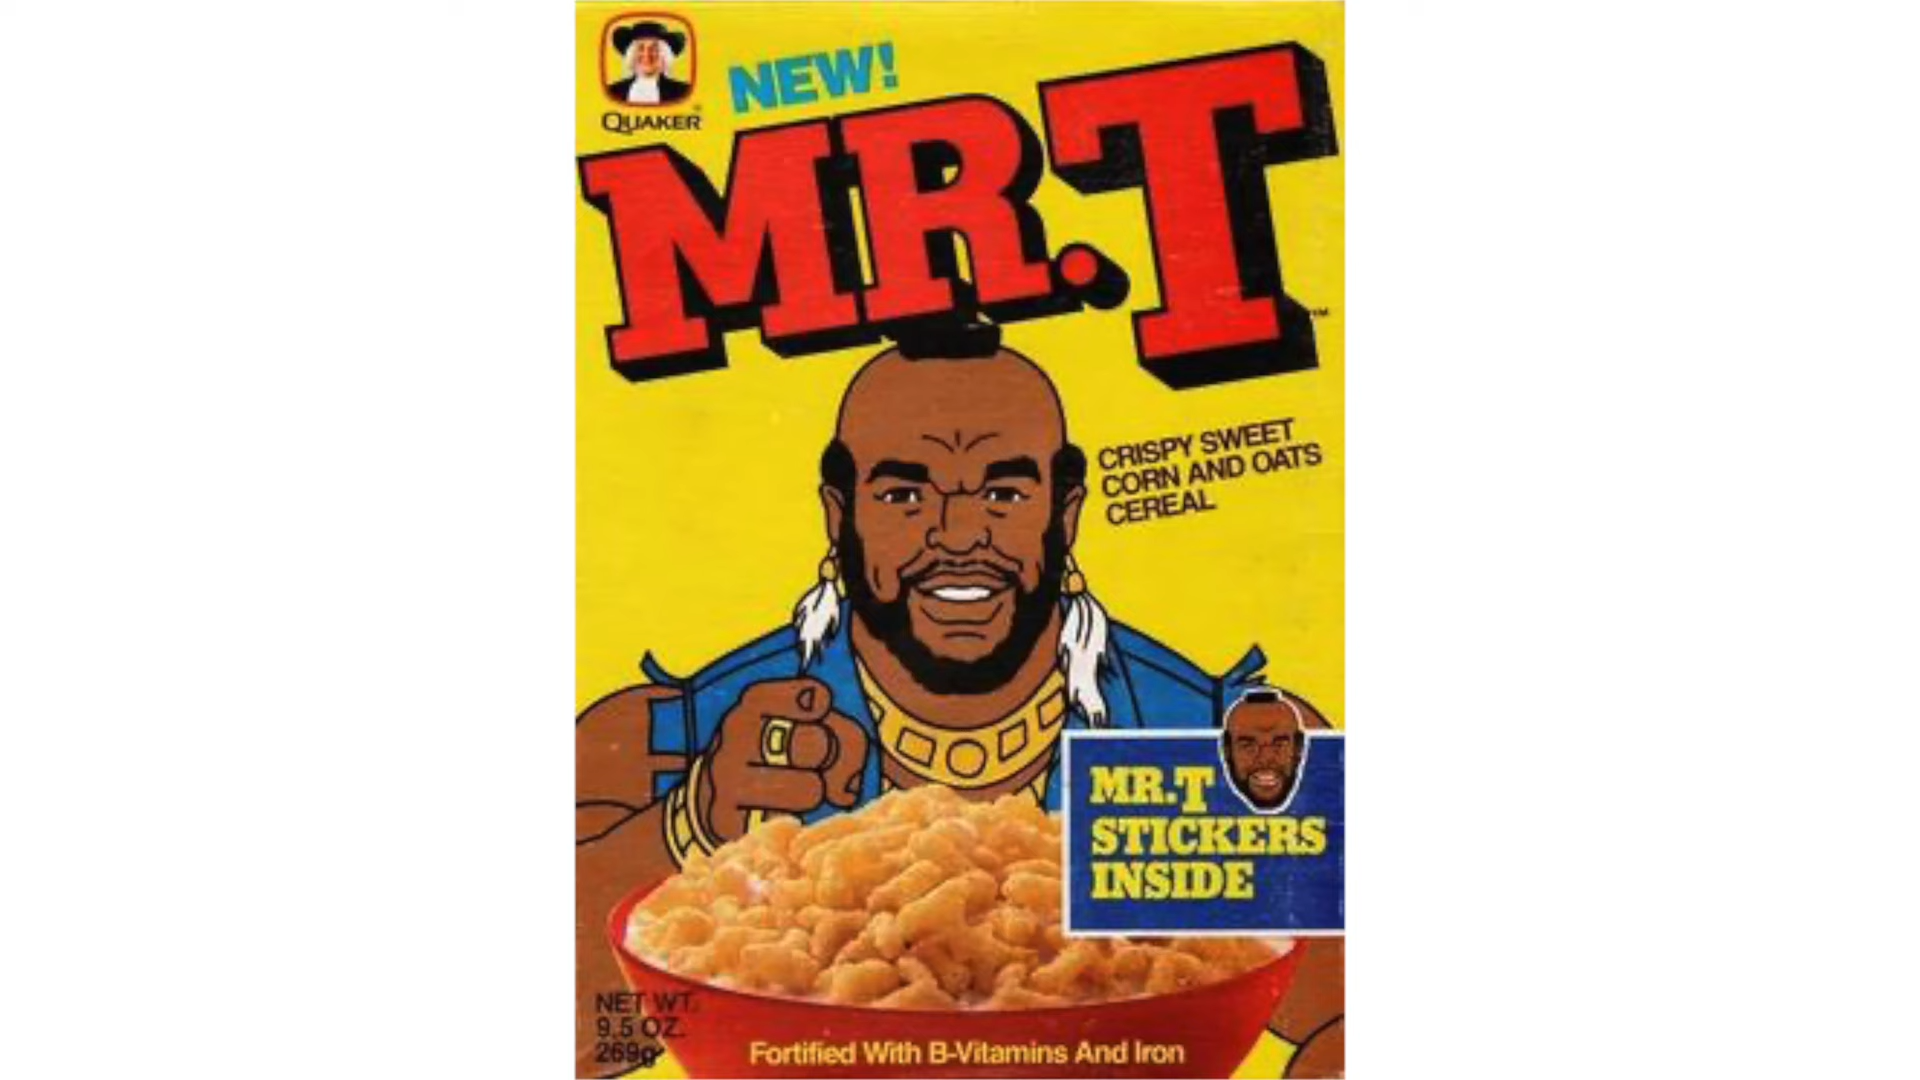 QUAKER®
NEW!
MR.T
™
CRISPY SWEET
CORN AND OATS
CEREAL
MR.T
STICKERS
INSIDE
NET WT.
9.5 OZ.
269g
Fortified With B-Vitamins And Iron